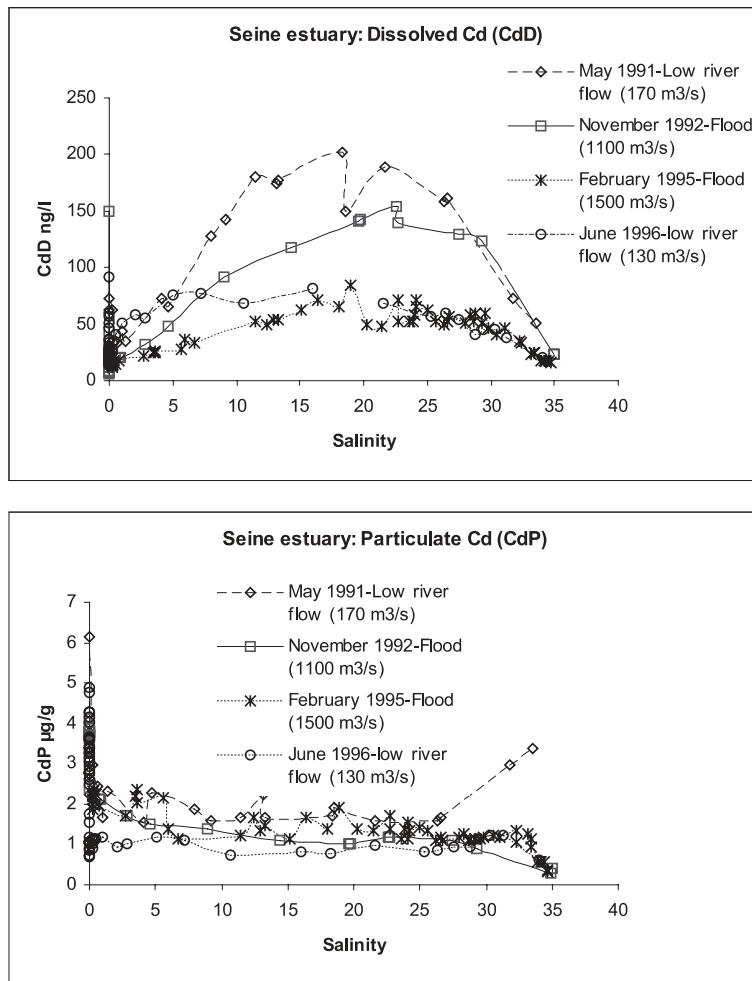 Seine estuary: Dissolved Cd (CdD)
May 1991-Low river
flow (170 m3/s)
November 1992-Flood
(1100 m3/s)
February 1995-Flood
(1500 m3/s)
June 1996-low river
flow (130 m3/s)
CdD ng/l
250
200
150
100
50
0
0 5 10 15 20 25 30 35 40
Salinity
Seine estuary: Particulate Cd (CdP)
May 1991-Low river
flow (170 m3/s)
November 1992-Flood
(1100 m3/s)
February 1995-Flood
(1500 m3/s)
June 1996-low river
flow (130 m3/s)
CdP µg/g
7
6
5
4
3
2
1
0
0 5 10 15 20 25 30 35 40
Salinity